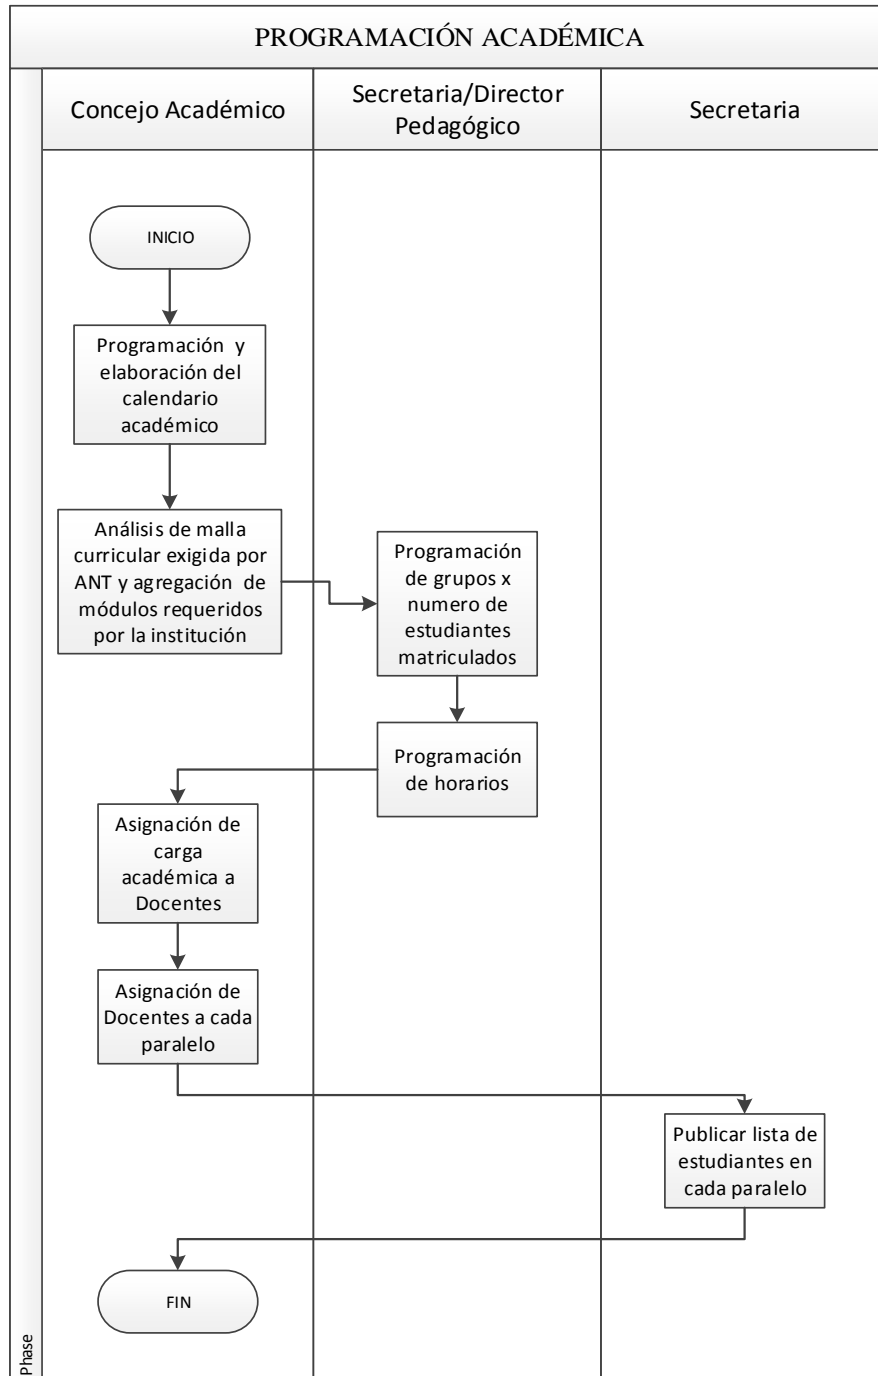 PROGRAMACIÓN ACADÉMICA
Concejo Académico
Secretaria/Director
Pedagógico
Secretaria
INICIO
Programación y
elaboración del
calendario
académico
Análisis de malla
curricular exigida por
ANT y agregación de
módulos requeridos
por la institución
Programación
de grupos x
numero de
estudiantes
matriculados
Programación
de horarios
Asignación de
carga
académica a
Docentes
Asignación de
Docentes a cada
paralelo
Publicar lista de
estudiantes en
cada paralelo
FIN
Phase